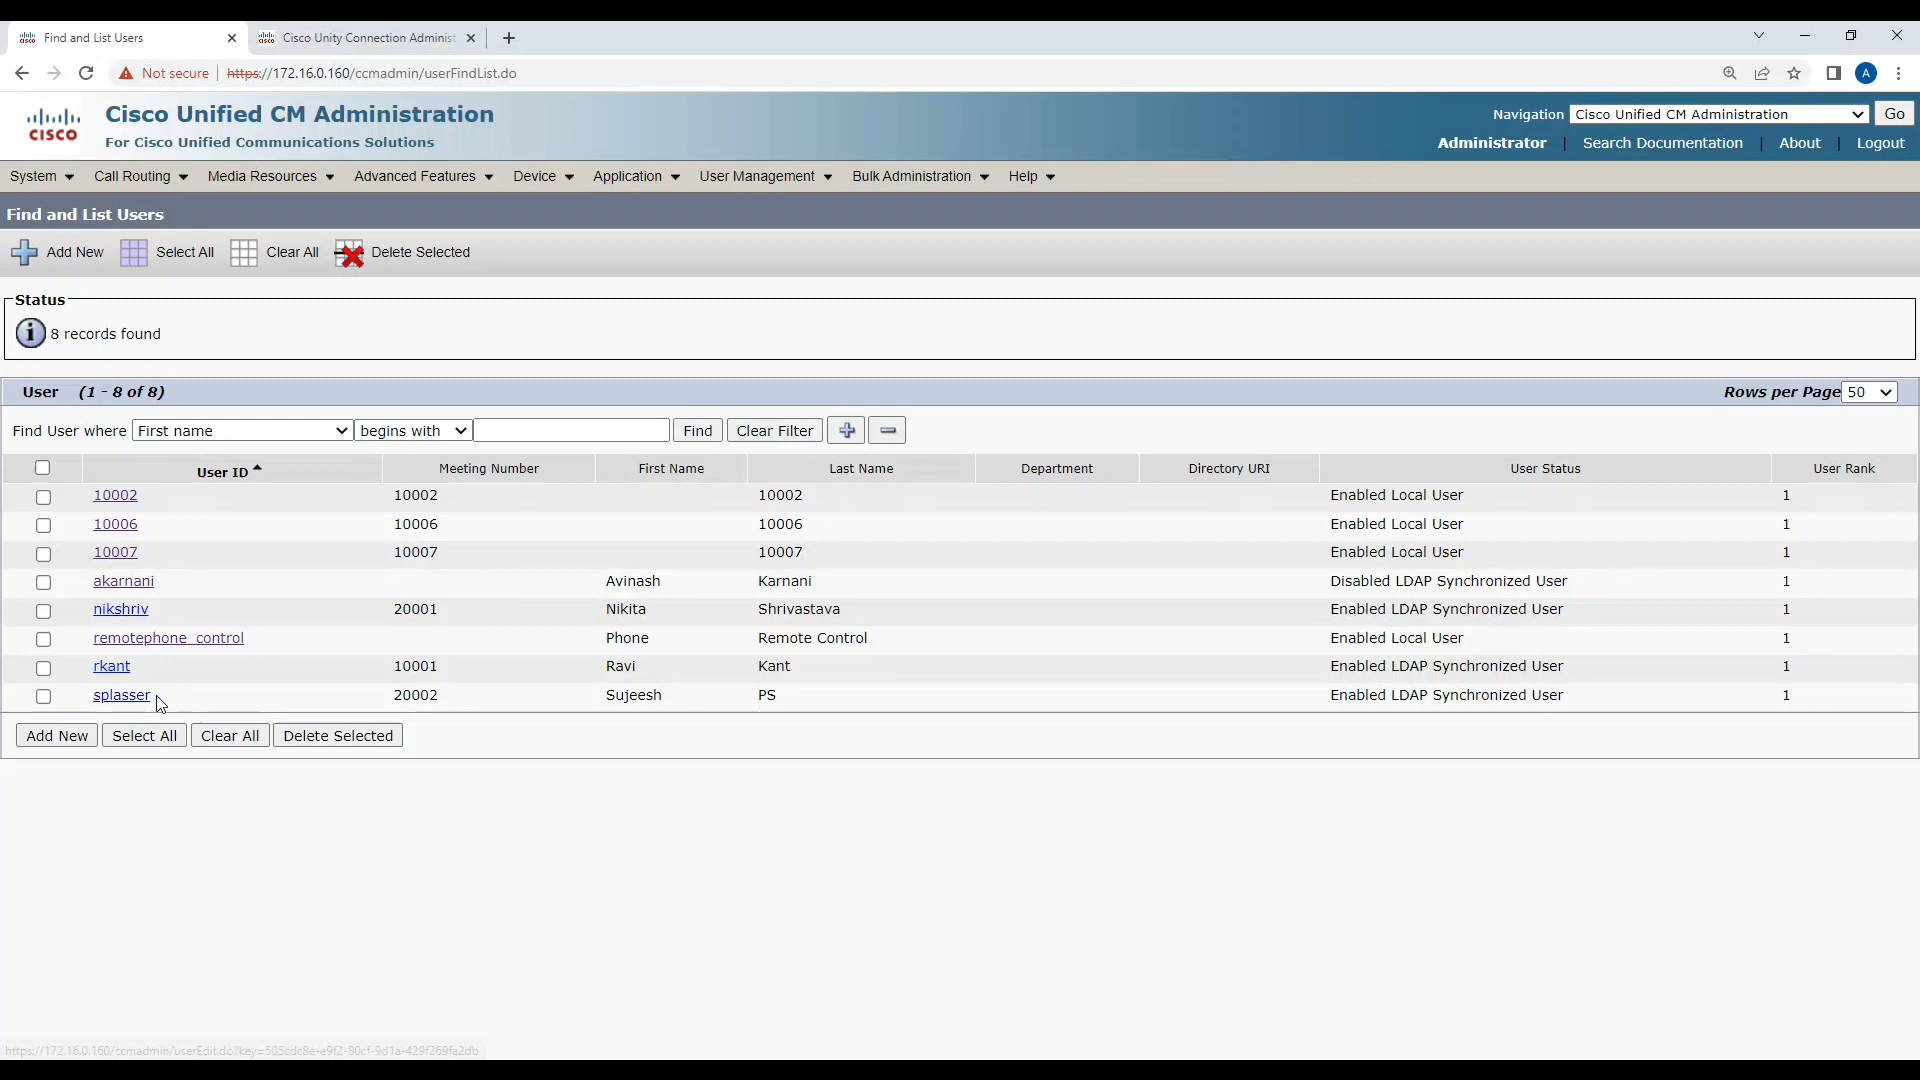 Find and List Users
Cisco Unity Connection Administ
Not secure https://172.16.0.160/ccmadmin/userFindList.do
A
CISCO
Cisco Unified CM Administration
For Cisco Unified Communications Solutions
Navigation Cisco Unified CM Administration Go
Administrator | Search Documentation | About | Logout
System Call Routing Media Resources Advanced Features Device Application User Management Bulk Administration Help
Find and List Users
Add New Select All Clear All Delete Selected
Status
8 records found
User (1 - 8 of 8) Rows per Page 50
Find User where First name begins with Find Clear Filter
User ID Meeting Number First Name Last Name Department Directory URI User Status User Rank
10002 10002 10002 Enabled Local User 1
10006 10006 10006 Enabled Local User 1
10007 10007 10007 Enabled Local User 1
akarnani Avinash Karnani Disabled LDAP Synchronized User 1
nikshriv 20001 Nikita Shrivastava Enabled LDAP Synchronized User 1
remotephone_control Phone Remote Control Enabled Local User 1
rkant 10001 Ravi Kant Enabled LDAP Synchronized User 1
splasser 20002 Sujeesh PS Enabled LDAP Synchronized User 1
Add New Select All Clear All Delete Selected
https://172.16.0.160/ccmadmin/userEdit.do?key=505cdc8e-e9f2-80cf-9d1a-429f269fa2db